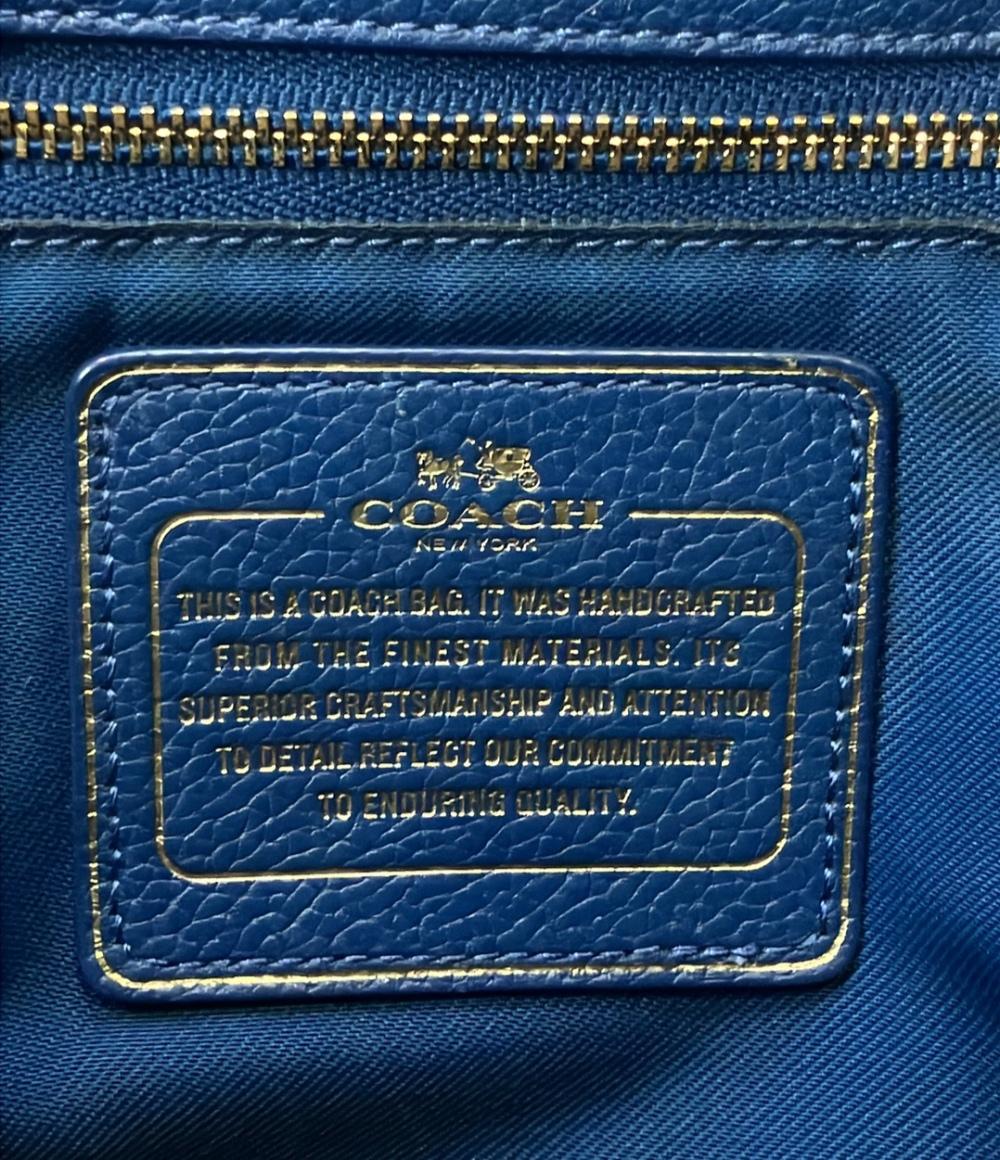 COACH
NEW YORK
THIS IS A COACH BAG. IT WAS HANDCRAFTED
FROM THE FINEST MATERIALS. ITS
SUPERIOR CRAFTSMANSHIP AND ATTENTION
TO DETAIL REFLECT OUR COMMITMENT
TO ENDURING QUALITY.